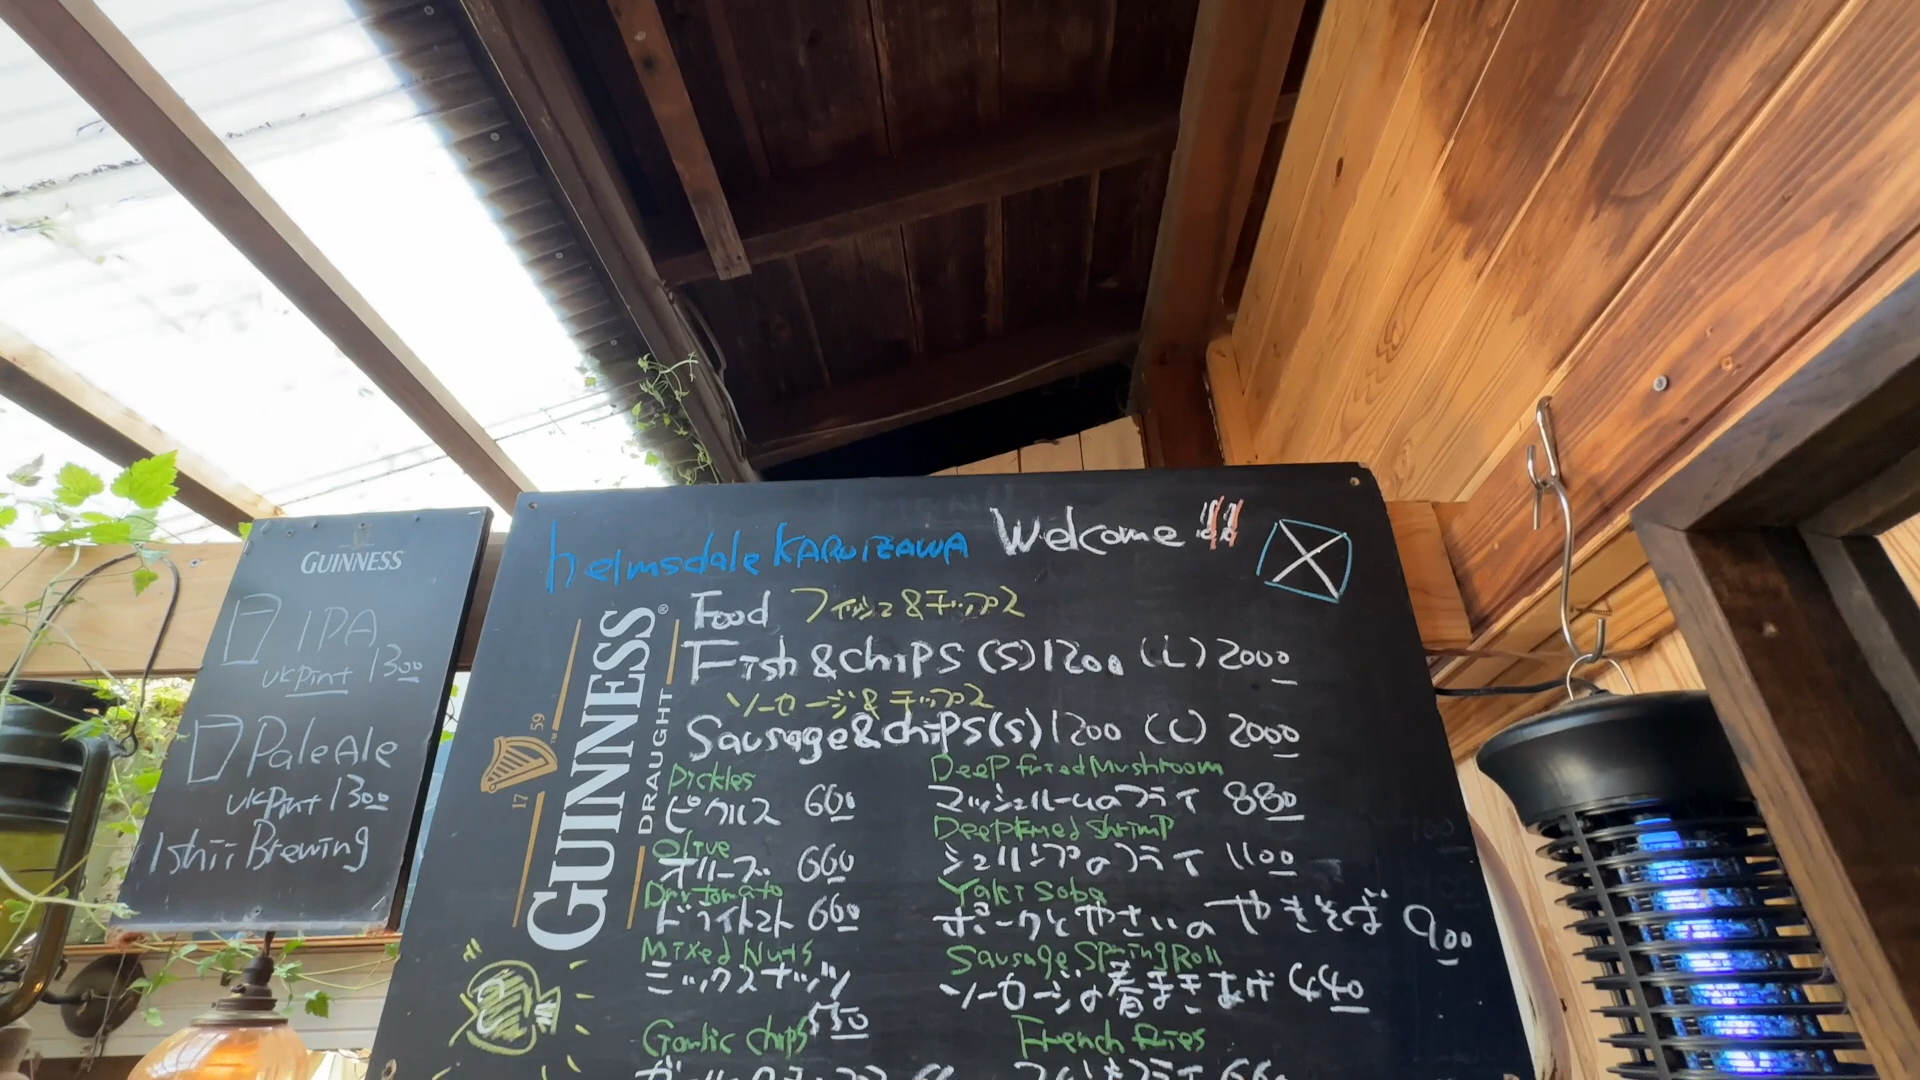 GUINNESS
IPA
UKPint 1300
Pale Ale
UKPint 1300
Ishii Brewing
helmsdale KARUIZAWA Welcome !!!
GUINNESS®
DRAUGHT
17 59
Food フィッシュ&チップス
Fish & chips (S) 1200 (L) 2000
ソーセージ&チップス
Sausage & chips (S) 1200 (L) 2000
Pickles
ピクルス 660
Olive
オリーブ 660
Dry tomato
ドライトマト 660
Mixed Nuts
ミックスナッツ
550
Garlic chips
Deep fried Mushroom
マッシュルームのフライ 880
Deep Fried Shrimp
シュリンプのフライ 1100
Yaki Soba
ポークとやさいのやきそば 900
Sausage Spring Roll
ソーセージの春まきあげ 440
French fries